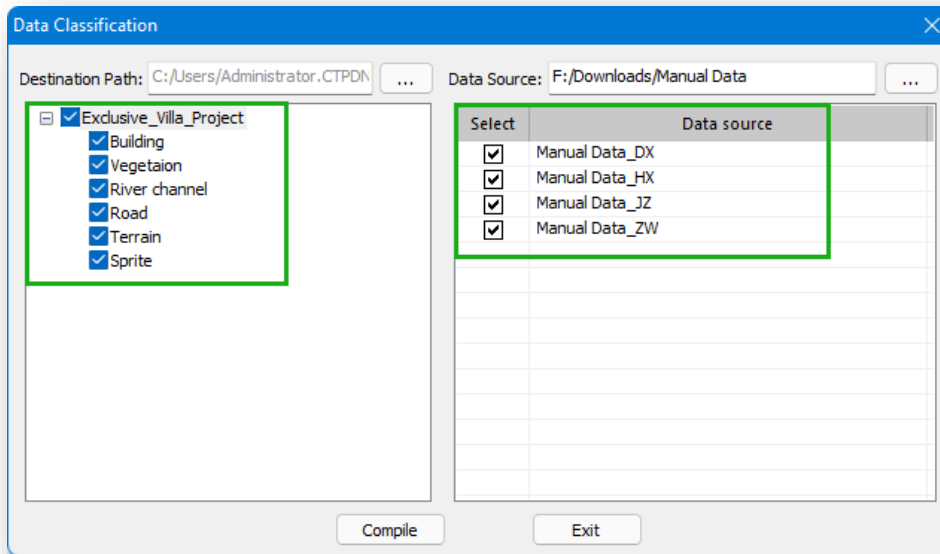 Data Classification
Destination Path: C:/Users/Administrator.CTPDN ... Data Source: F:/Downloads/Manual Data ...
Exclusive_Villa_Project
Building
Vegetaion
River channel
Road
Terrain
Sprite
Select Data source
Manual Data_DX
Manual Data_HX
Manual Data_JZ
Manual Data_ZW
Compile Exit